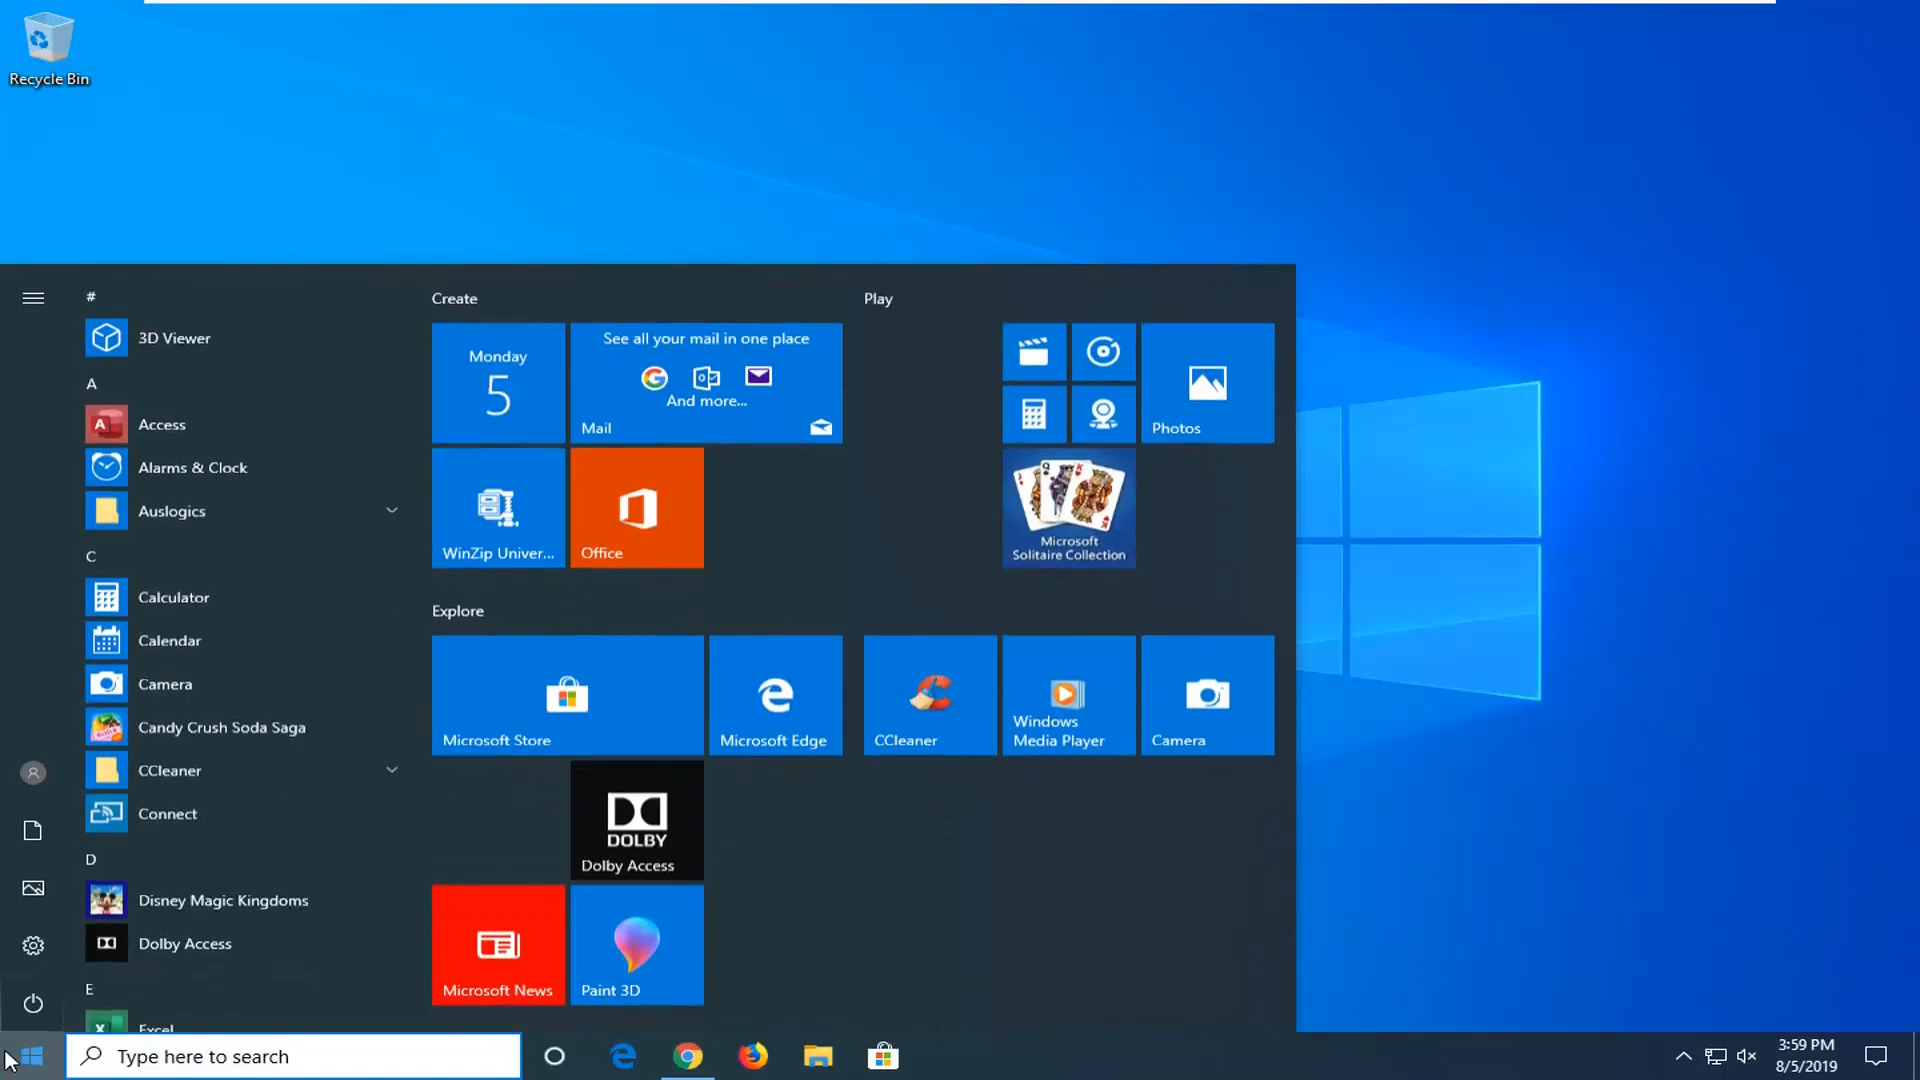 Recycle Bin
#
3D Viewer
A
Access
Alarms & Clock
Auslogics
C
Calculator
Calendar
Camera
Candy Crush Soda Saga
CCleaner
Connect
D
Disney Magic Kingdoms
Dolby Access
E
Excel
Create
Monday
5
See all your mail in one place
And more...
Mail
WinZip Univer...
Office
Explore
Microsoft Store
Microsoft Edge
DOLBY
Dolby Access
Microsoft News
Paint 3D
Play
Photos
Microsoft
Solitaire Collection
CCleaner
Windows
Media Player
Camera
Type here to search
3:59 PM
8/5/2019